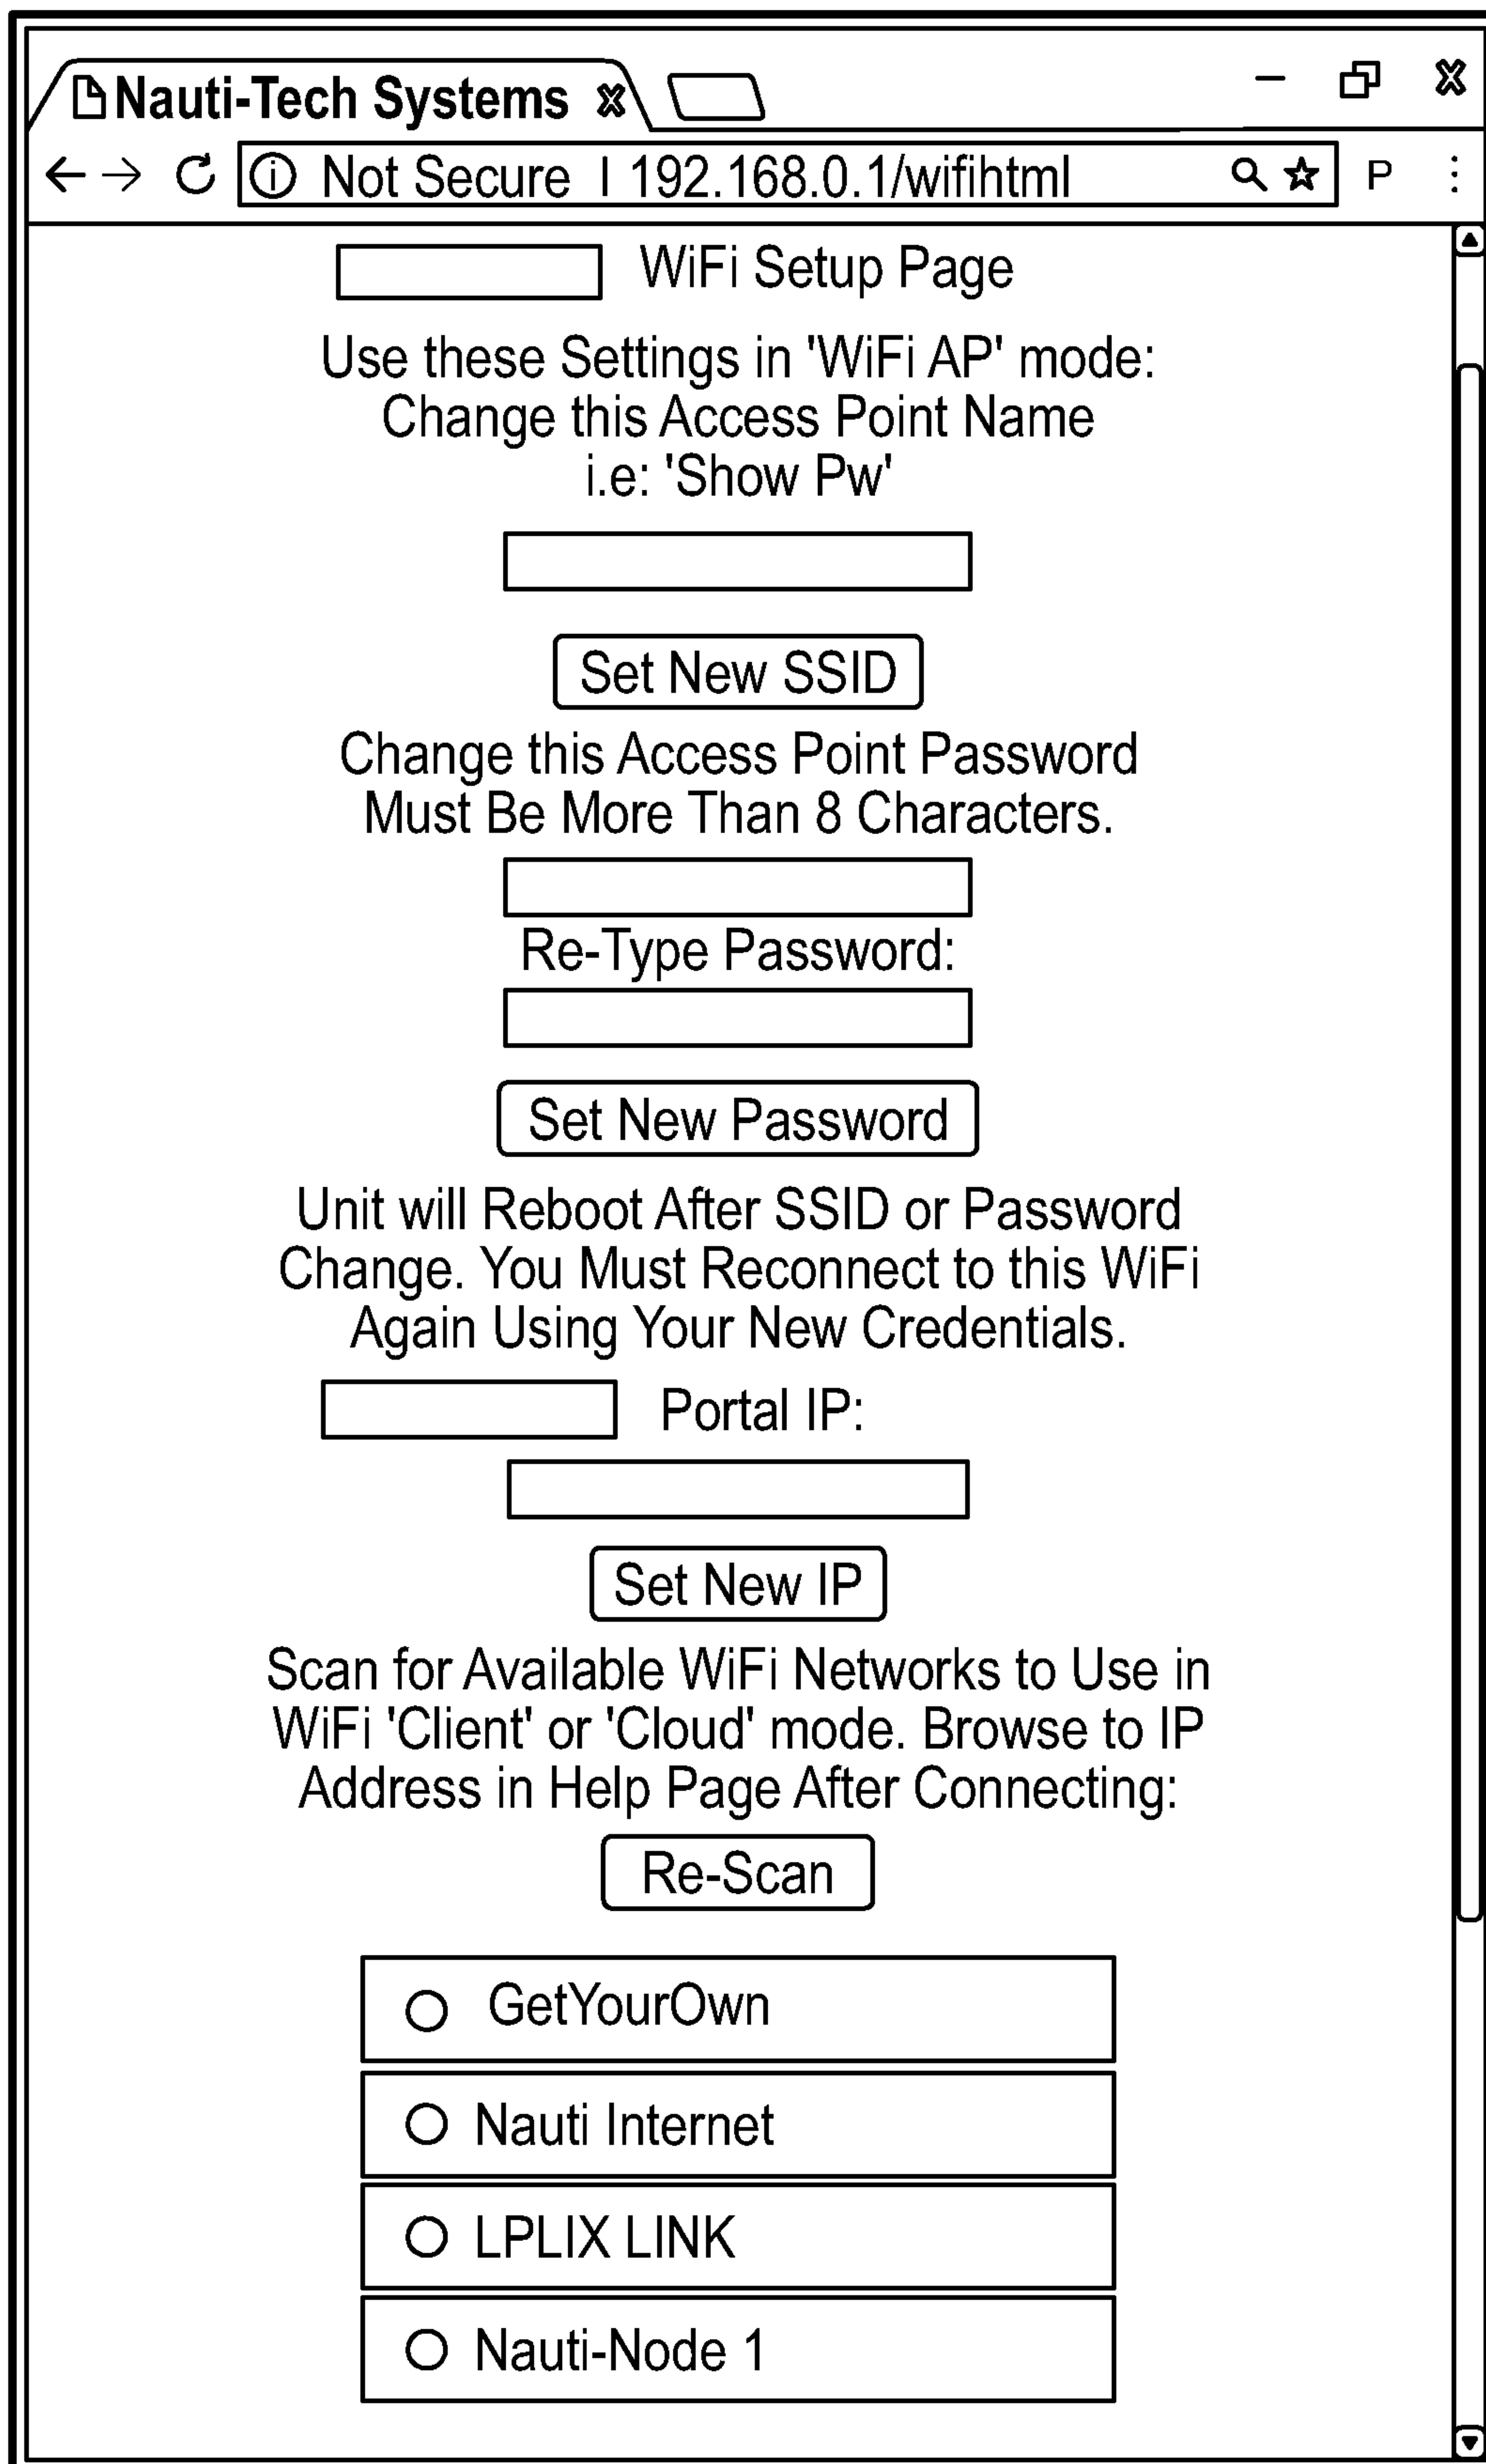 Nauti-Tech Systems
Not Secure | 192.168.0.1/wifihtml
P
WiFi Setup Page
Use these Settings in 'WiFi AP' mode:
Change this Access Point Name
i.e: 'Show Pw'
Set New SSID
Change this Access Point Password
Must Be More Than 8 Characters.
Re-Type Password:
Set New Password
Unit will Reboot After SSID or Password
Change. You Must Reconnect to this WiFi
Again Using Your New Credentials.
Portal IP:
Set New IP
Scan for Available WiFi Networks to Use in
WiFi 'Client' or 'Cloud' mode. Browse to IP
Address in Help Page After Connecting:
Re-Scan
GetYourOwn
Nauti Internet
LPLIX LINK
Nauti-Node 1